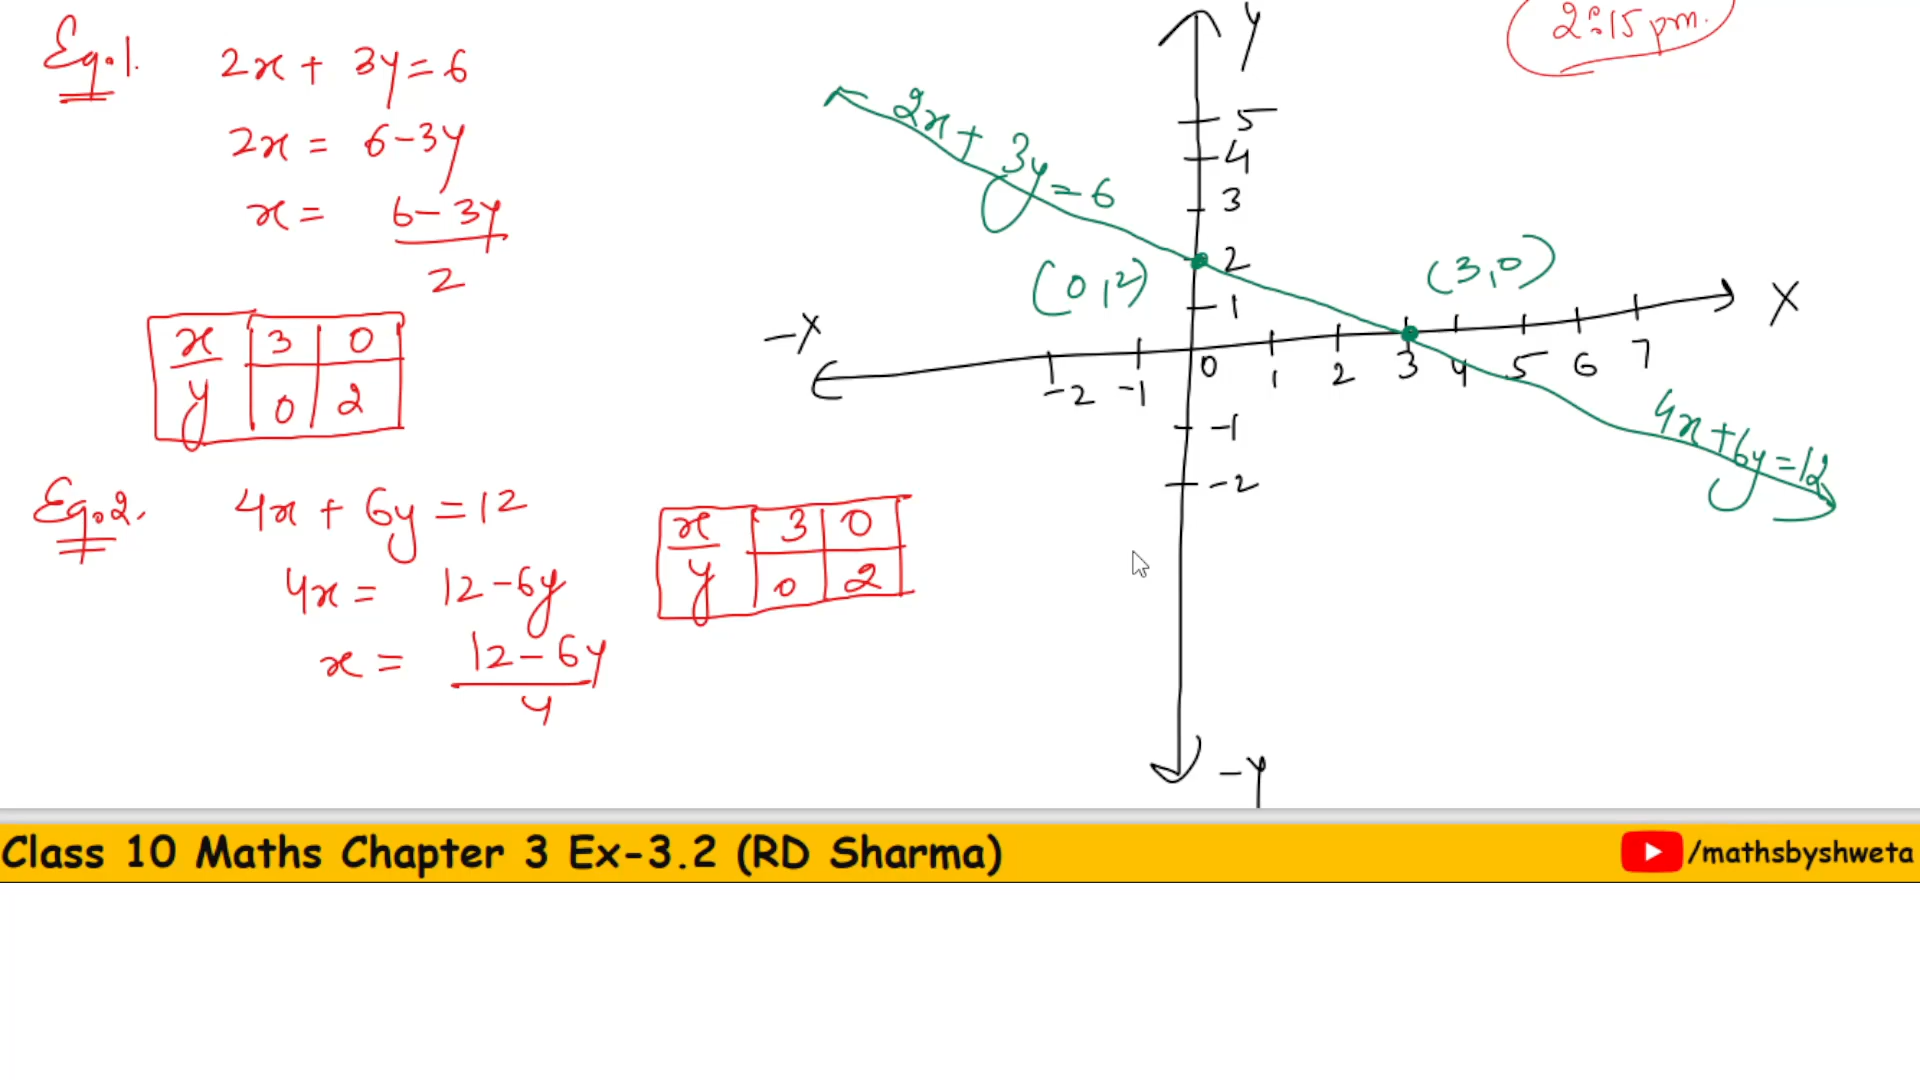 Eq.1. 2x + 3y = 6
2x = 6-3y
x = 6-3y
2
x 3 0
y 0 2
Eq.2. 4x + 6y = 12
4x = 12-6y
x = 12-6y
4
x 3 0
y 0 2
2:15 pm.
Y
2x + 3y = 6
5
4
3
2
1
(0,2)
(3,0)
-X
X
-2 -1 0 1 2 3 4 5 6 7
-1
-2
4x+6y=12
-Y
Class 10 Maths Chapter 3 Ex-3.2 (RD Sharma)
/mathsbyshweta